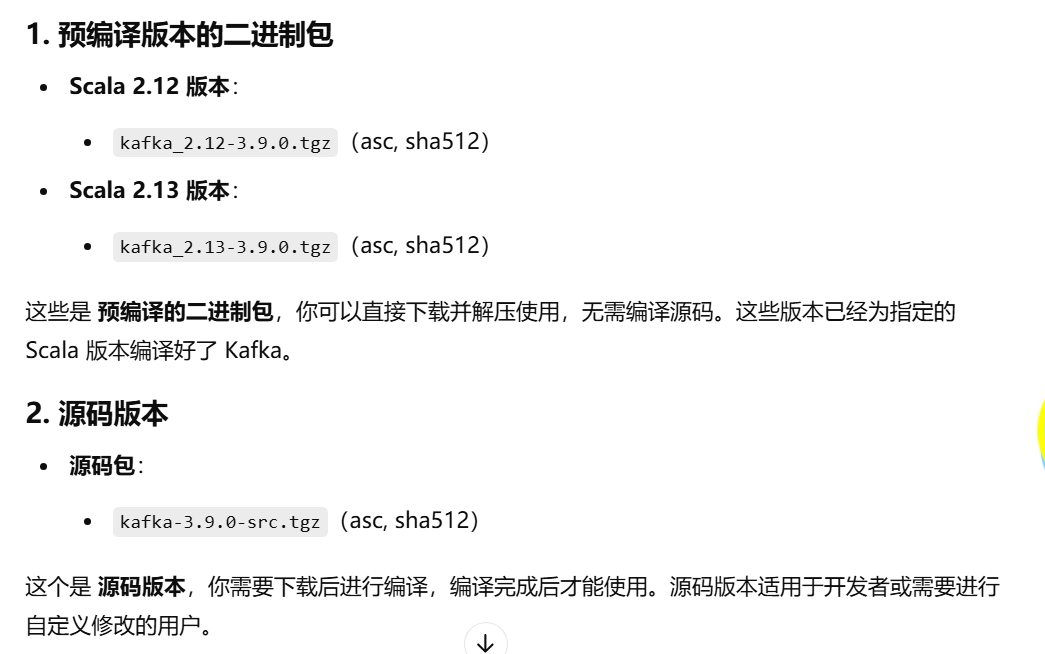 1. 预编译版本的二进制包
• Scala 2.12 版本：
• kafka_2.12-3.9.0.tgz （asc, sha512）
• Scala 2.13 版本：
• kafka_2.13-3.9.0.tgz （asc, sha512）
这些是 预编译的二进制包，你可以直接下载并解压使用，无需编译源码。这些版本已经为指定的
Scala 版本编译好了 Kafka。
2. 源码版本
• 源码包：
• kafka-3.9.0-src.tgz （asc, sha512）
这个是 源码版本，你需要下载后进行编译，编译完成后才能使用。源码版本适用于开发者或需要进行
自定义修改的用户。